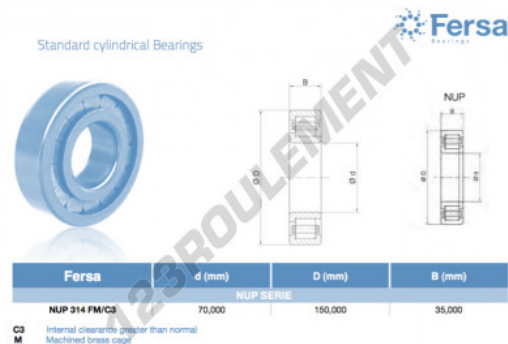 Fersa
Bearings
Standard cylindrical Bearings
B
Ø D
Ø d
NUP
B
Ø D
Ø d
123ROULEMENT
Fersa d (mm) D (mm) B (mm)
NUP SERIE
NUP 314 FM/C3 70,000 150,000 35,000
C3 Internal clearance greater than normal
M Machined brass cage